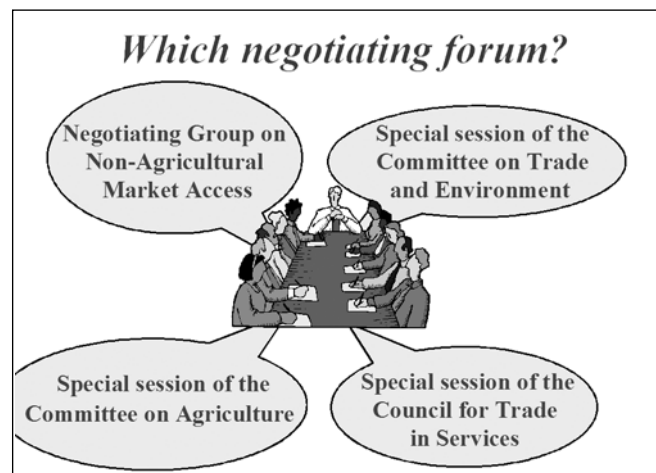 Which negotiating forum?
Negotiating Group on
Non-Agricultural
Market Access
Special session of the
Committee on Trade
and Environment
Special session of the
Committee on Agriculture
Special session of the
Council for Trade
in Services